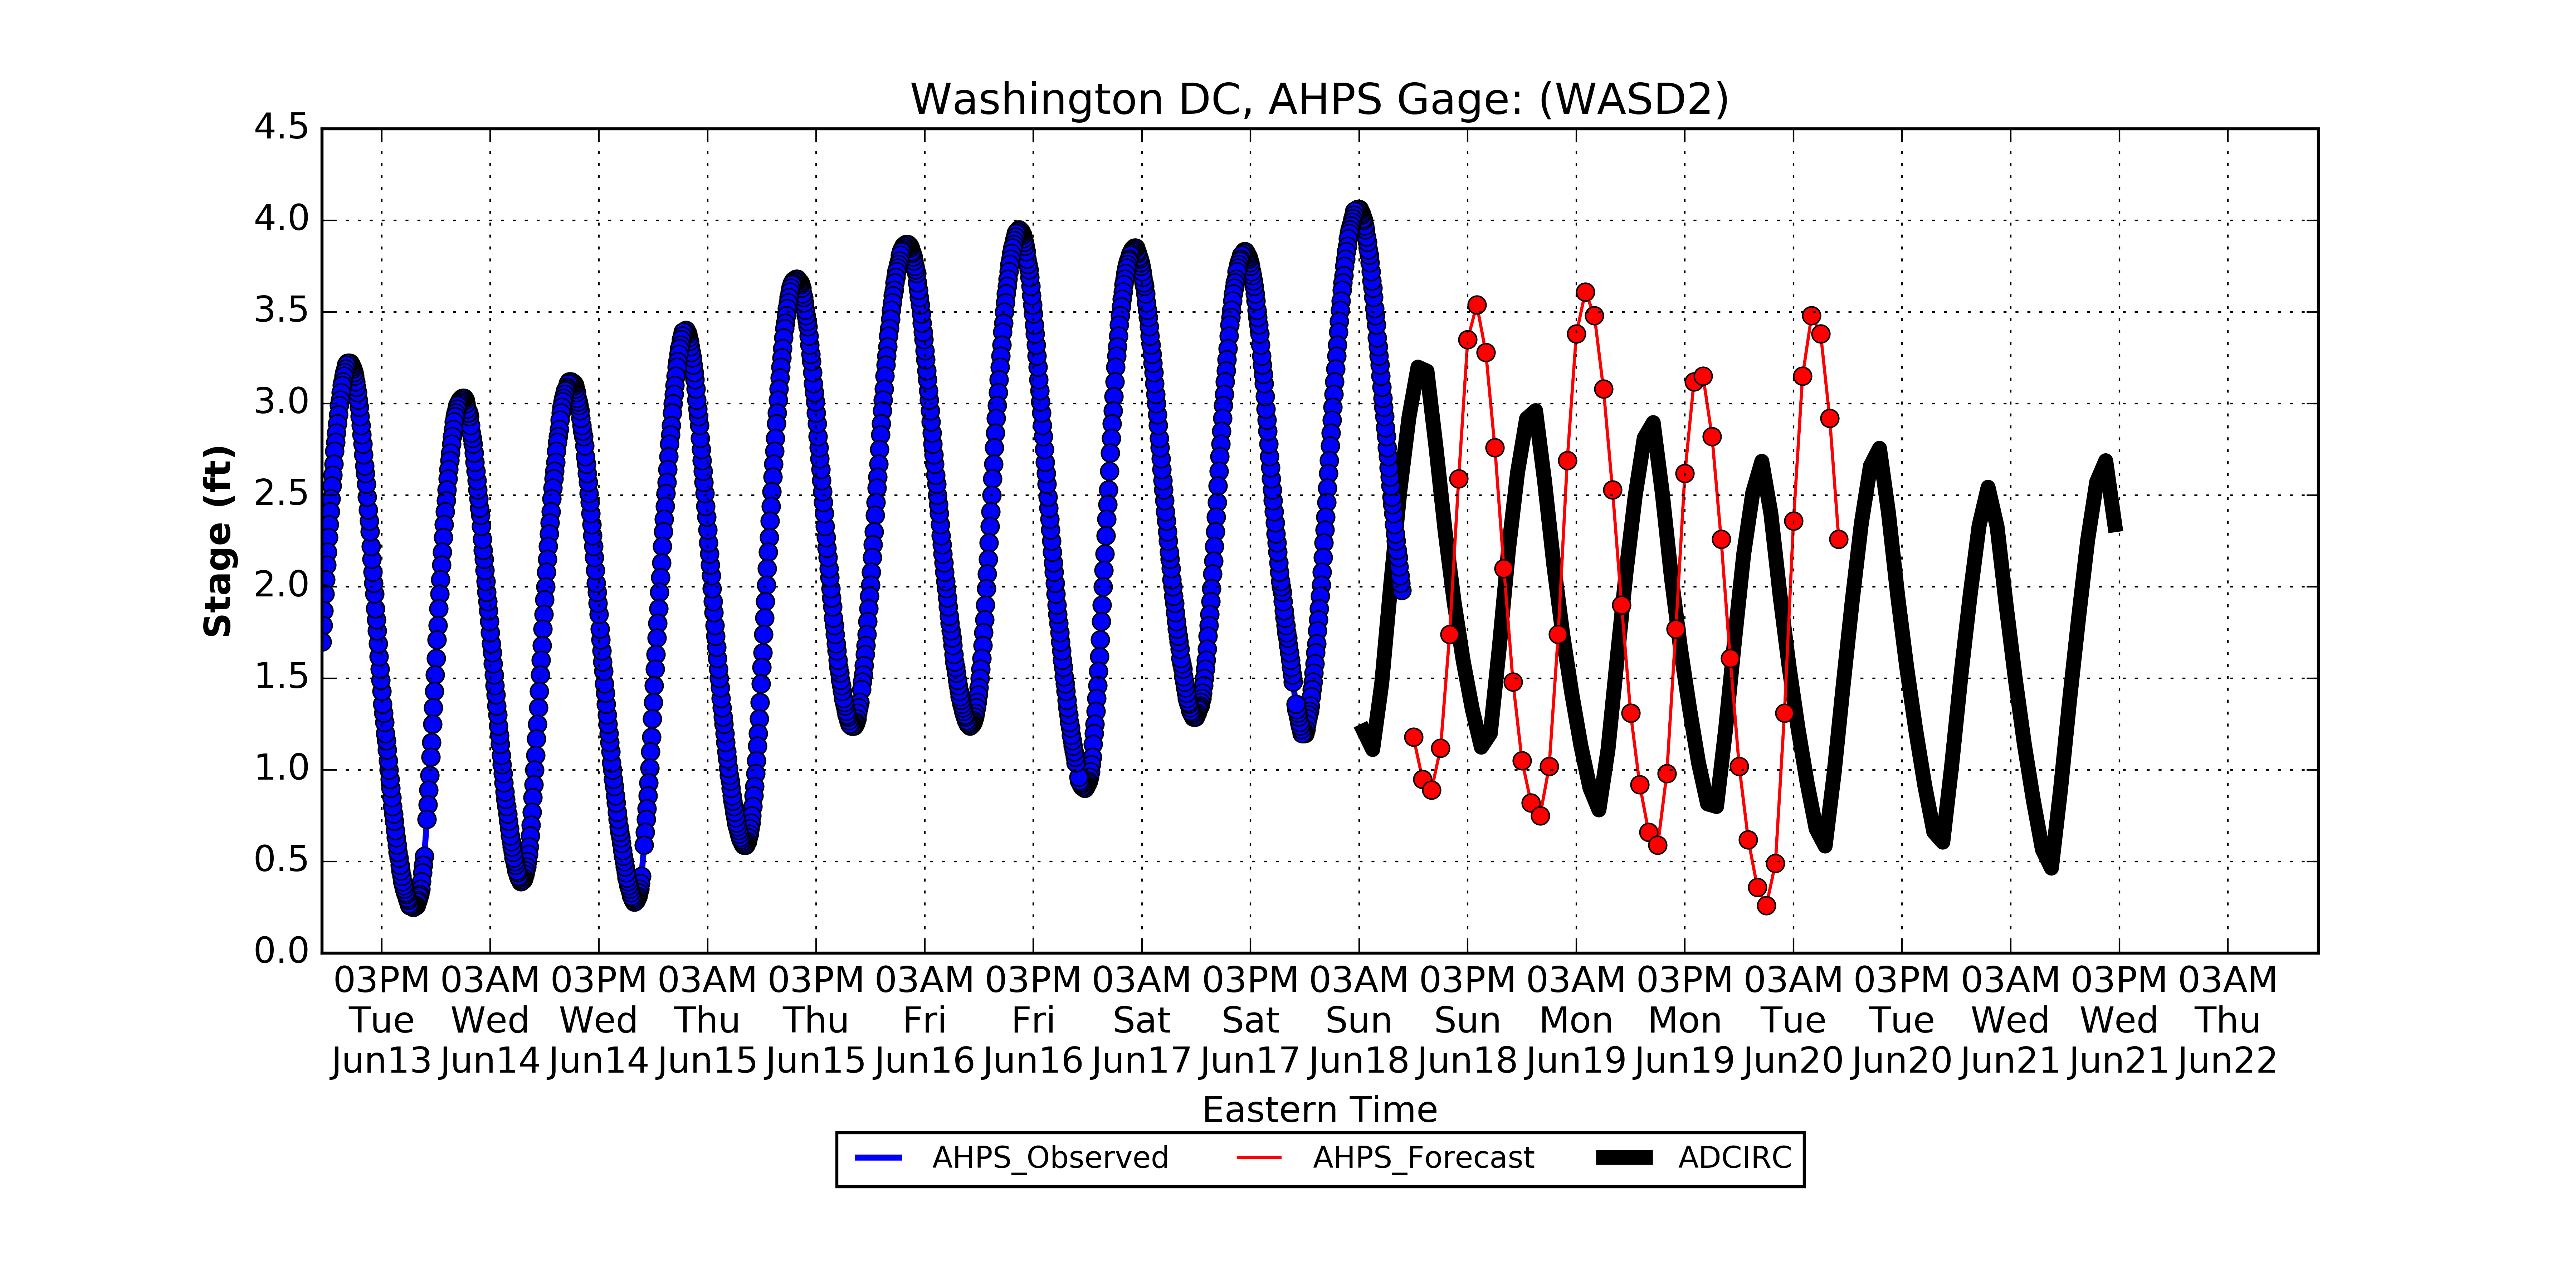 Washington DC, AHPS Gage: (WASD2)
4.5
4.0
3.5
3.0
2.5
2.0
1.5
1.0
0.5
0.0
Stage (ft)
03PM 03AM 03PM 03AM 03PM 03AM 03PM 03AM 03PM 03AM 03PM 03AM 03PM 03AM 03PM 03AM 03PM 03AM
Tue Wed Wed Thu Thu Fri Fri Sat Sat Sun Sun Mon Mon Tue Tue Wed Wed Thu
Jun13 Jun14 Jun14 Jun15 Jun15 Jun16 Jun16 Jun17 Jun17 Jun18 Jun18 Jun19 Jun19 Jun20 Jun20 Jun21 Jun21 Jun22
Eastern Time
AHPS_Observed AHPS_Forecast ADCIRC